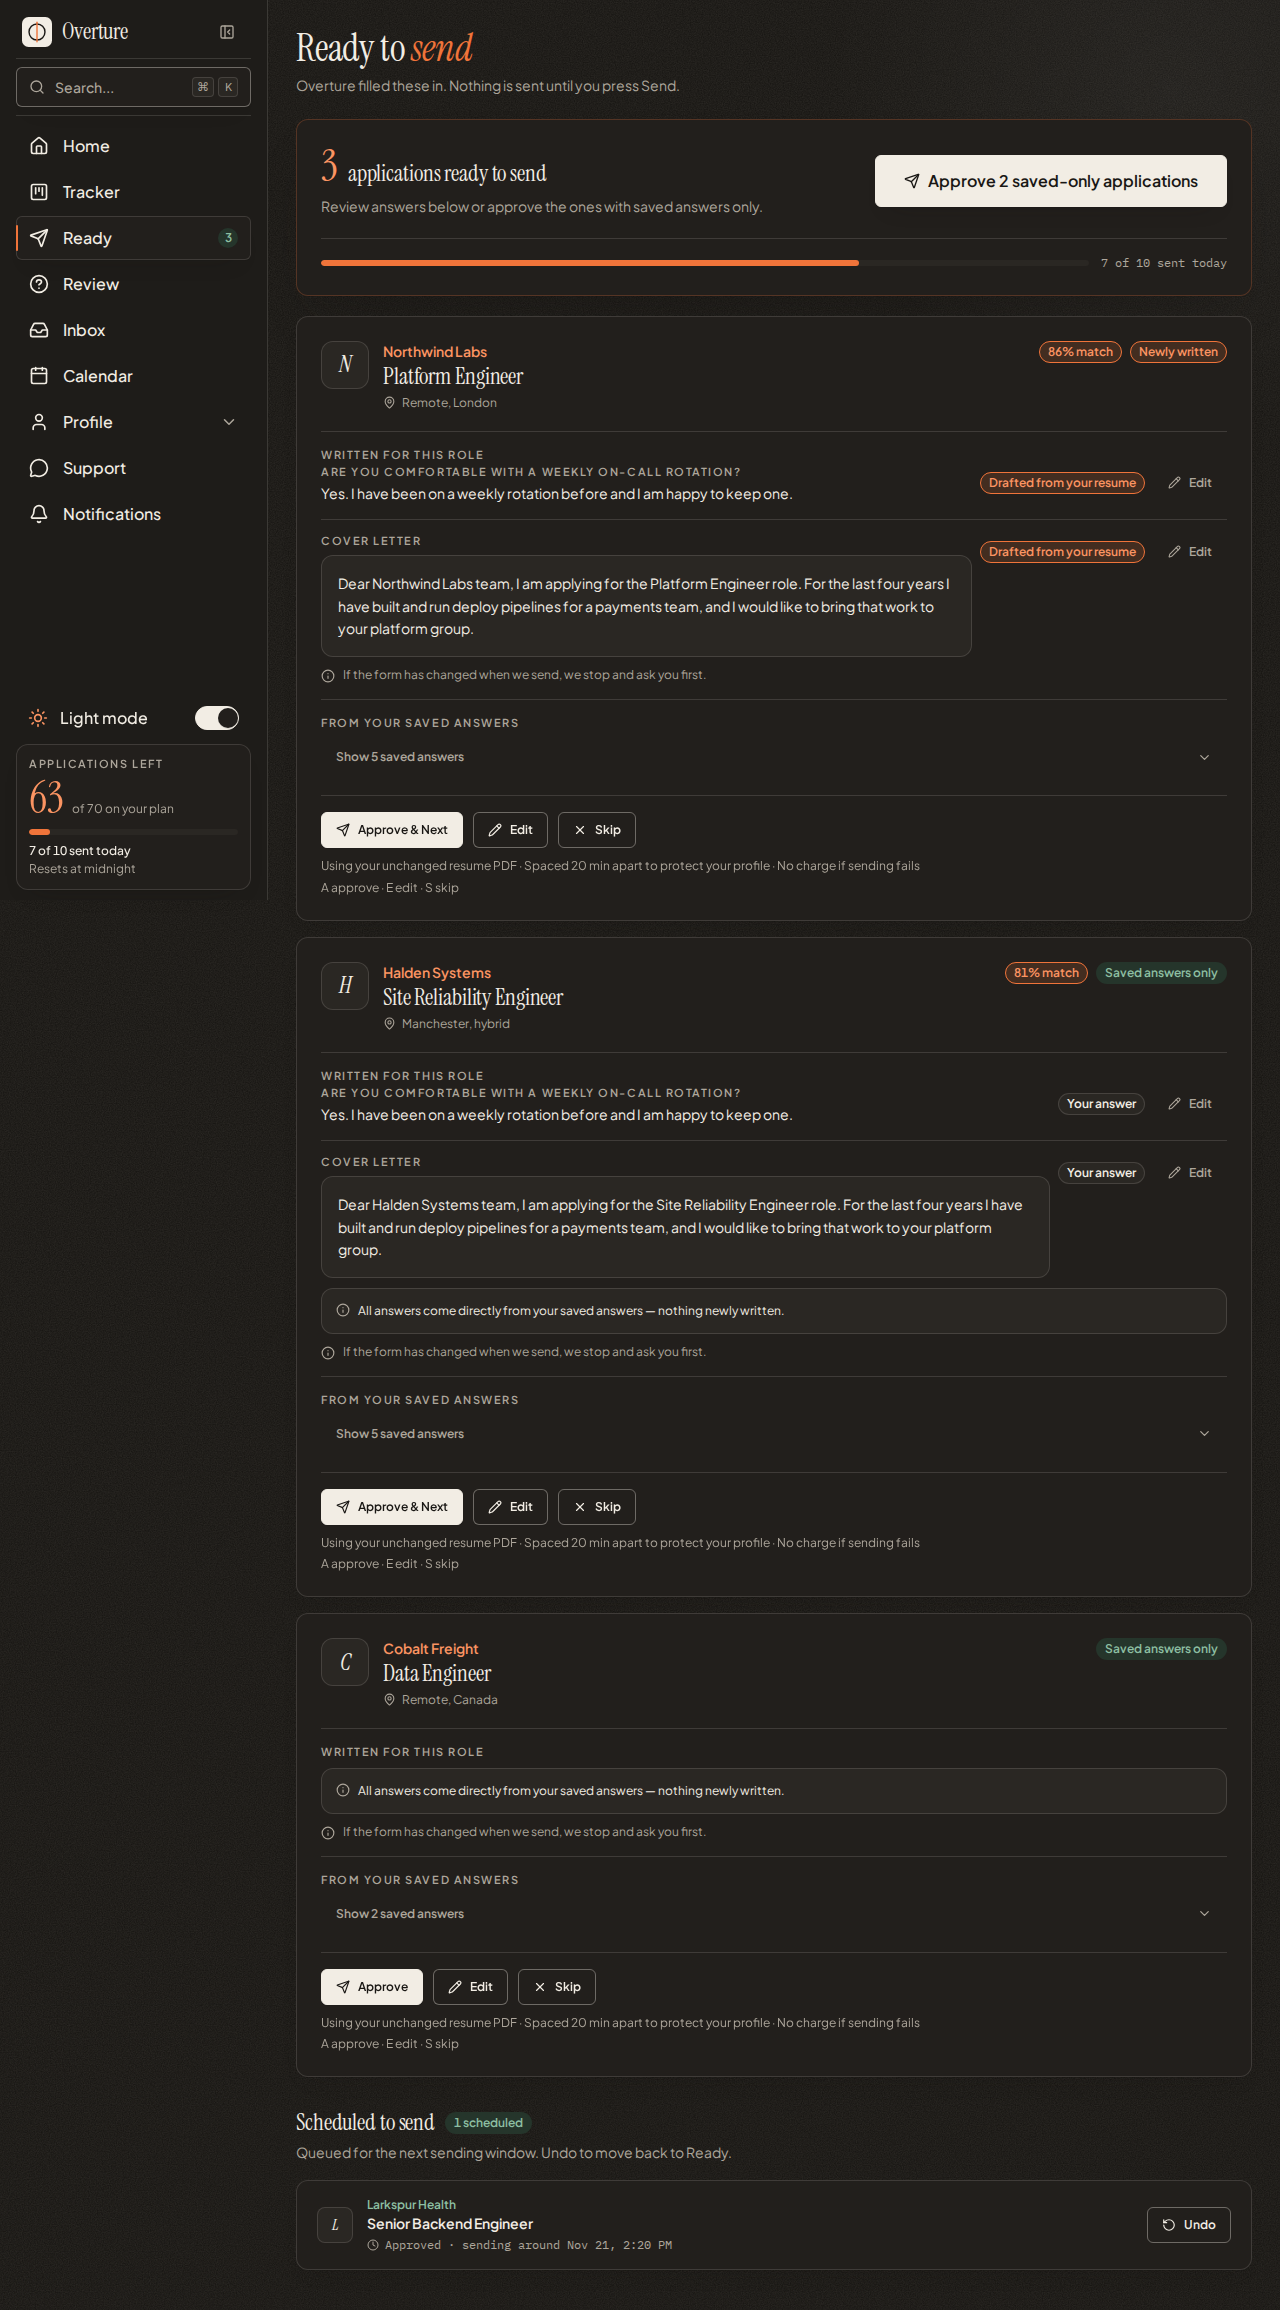 Overture
Search...
⌘ K
Home
Tracker
Ready 3
Review
Inbox
Calendar
Profile
Support
Notifications
Light mode
APPLICATIONS LEFT
63 of 70 on your plan
7 of 10 sent today
Resets at midnight
Ready to send
Overture filled these in. Nothing is sent until you press Send.
3 applications ready to send
Review answers below or approve the ones with saved answers only.
Approve 2 saved-only applications
7 of 10 sent today
N
Northwind Labs
Platform Engineer
Remote, London
86% match
Newly written
WRITTEN FOR THIS ROLE
ARE YOU COMFORTABLE WITH A WEEKLY ON-CALL ROTATION?
Yes. I have been on a weekly rotation before and I am happy to keep one.
Drafted from your resume
Edit
COVER LETTER
Drafted from your resume
Edit
Dear Northwind Labs team, I am applying for the Platform Engineer role. For the last four years I
have built and run deploy pipelines for a payments team, and I would like to bring that work to
your platform group.
If the form has changed when we send, we stop and ask you first.
FROM YOUR SAVED ANSWERS
Show 5 saved answers
Approve & Next
Edit
Skip
Using your unchanged resume PDF · Spaced 20 min apart to protect your profile · No charge if sending fails
A approve · E edit · S skip
H
Halden Systems
Site Reliability Engineer
Manchester, hybrid
81% match
Saved answers only
WRITTEN FOR THIS ROLE
ARE YOU COMFORTABLE WITH A WEEKLY ON-CALL ROTATION?
Yes. I have been on a weekly rotation before and I am happy to keep one.
Your answer
Edit
COVER LETTER
Your answer
Edit
Dear Halden Systems team, I am applying for the Site Reliability Engineer role. For the last four years I have
built and run deploy pipelines for a payments team, and I would like to bring that work to your platform
group.
All answers come directly from your saved answers — nothing newly written.
If the form has changed when we send, we stop and ask you first.
FROM YOUR SAVED ANSWERS
Show 5 saved answers
Approve & Next
Edit
Skip
Using your unchanged resume PDF · Spaced 20 min apart to protect your profile · No charge if sending fails
A approve · E edit · S skip
C
Cobalt Freight
Data Engineer
Remote, Canada
Saved answers only
WRITTEN FOR THIS ROLE
All answers come directly from your saved answers — nothing newly written.
If the form has changed when we send, we stop and ask you first.
FROM YOUR SAVED ANSWERS
Show 2 saved answers
Approve
Edit
Skip
Using your unchanged resume PDF · Spaced 20 min apart to protect your profile · No charge if sending fails
A approve · E edit · S skip
Scheduled to send
1 scheduled
Queued for the next sending window. Undo to move back to Ready.
L
Larkspur Health
Senior Backend Engineer
Approved · sending around Nov 21, 2:20 PM
Undo